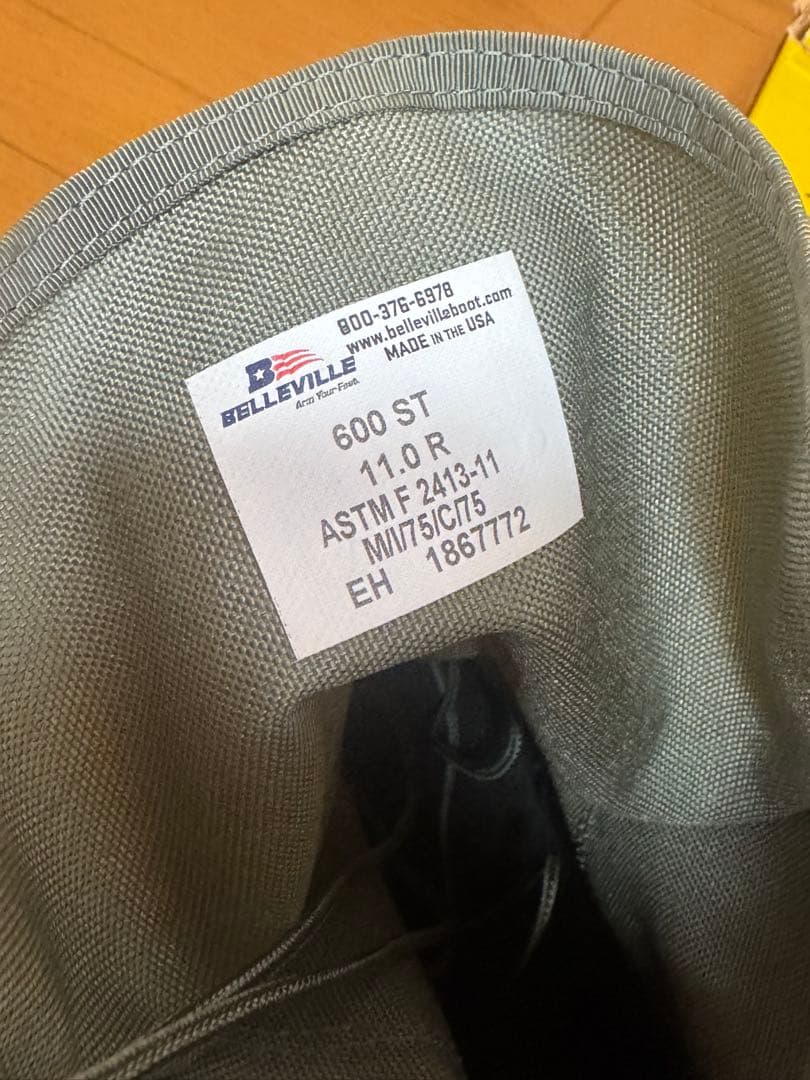 800-376-6978
www.bellevilleboot.com
MADE IN THE USA
B
BELLEVILLE
Arm Your Feet.
600 ST
11.0 R
ASTM F 2413-11
M/I/75/C/75
EH 1867772